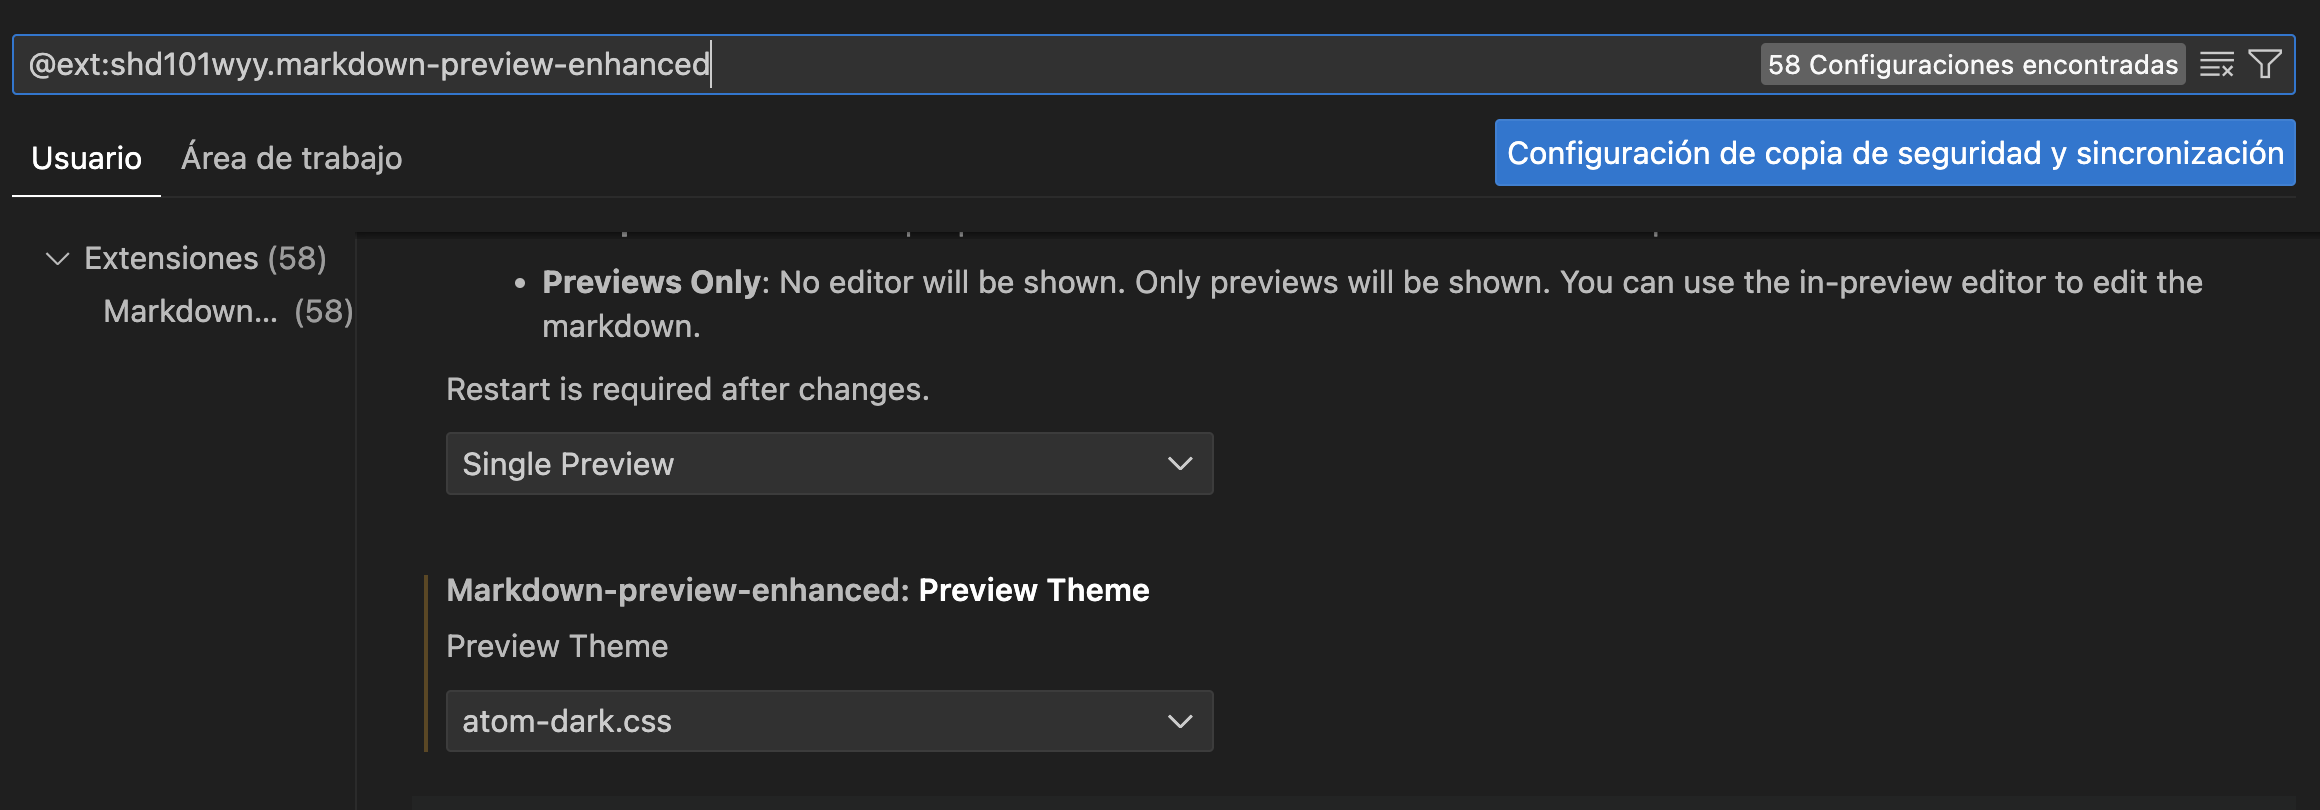 @ext:shd101wyy.markdown-preview-enhanced
58 Configuraciones encontradas
Usuario
Área de trabajo
Configuración de copia de seguridad y sincronización
Extensiones (58)
Markdown... (58)
• Previews Only: No editor will be shown. Only previews will be shown. You can use the in-preview editor to edit the
markdown.
Restart is required after changes.
Single Preview
Markdown-preview-enhanced: Preview Theme
Preview Theme
atom-dark.css